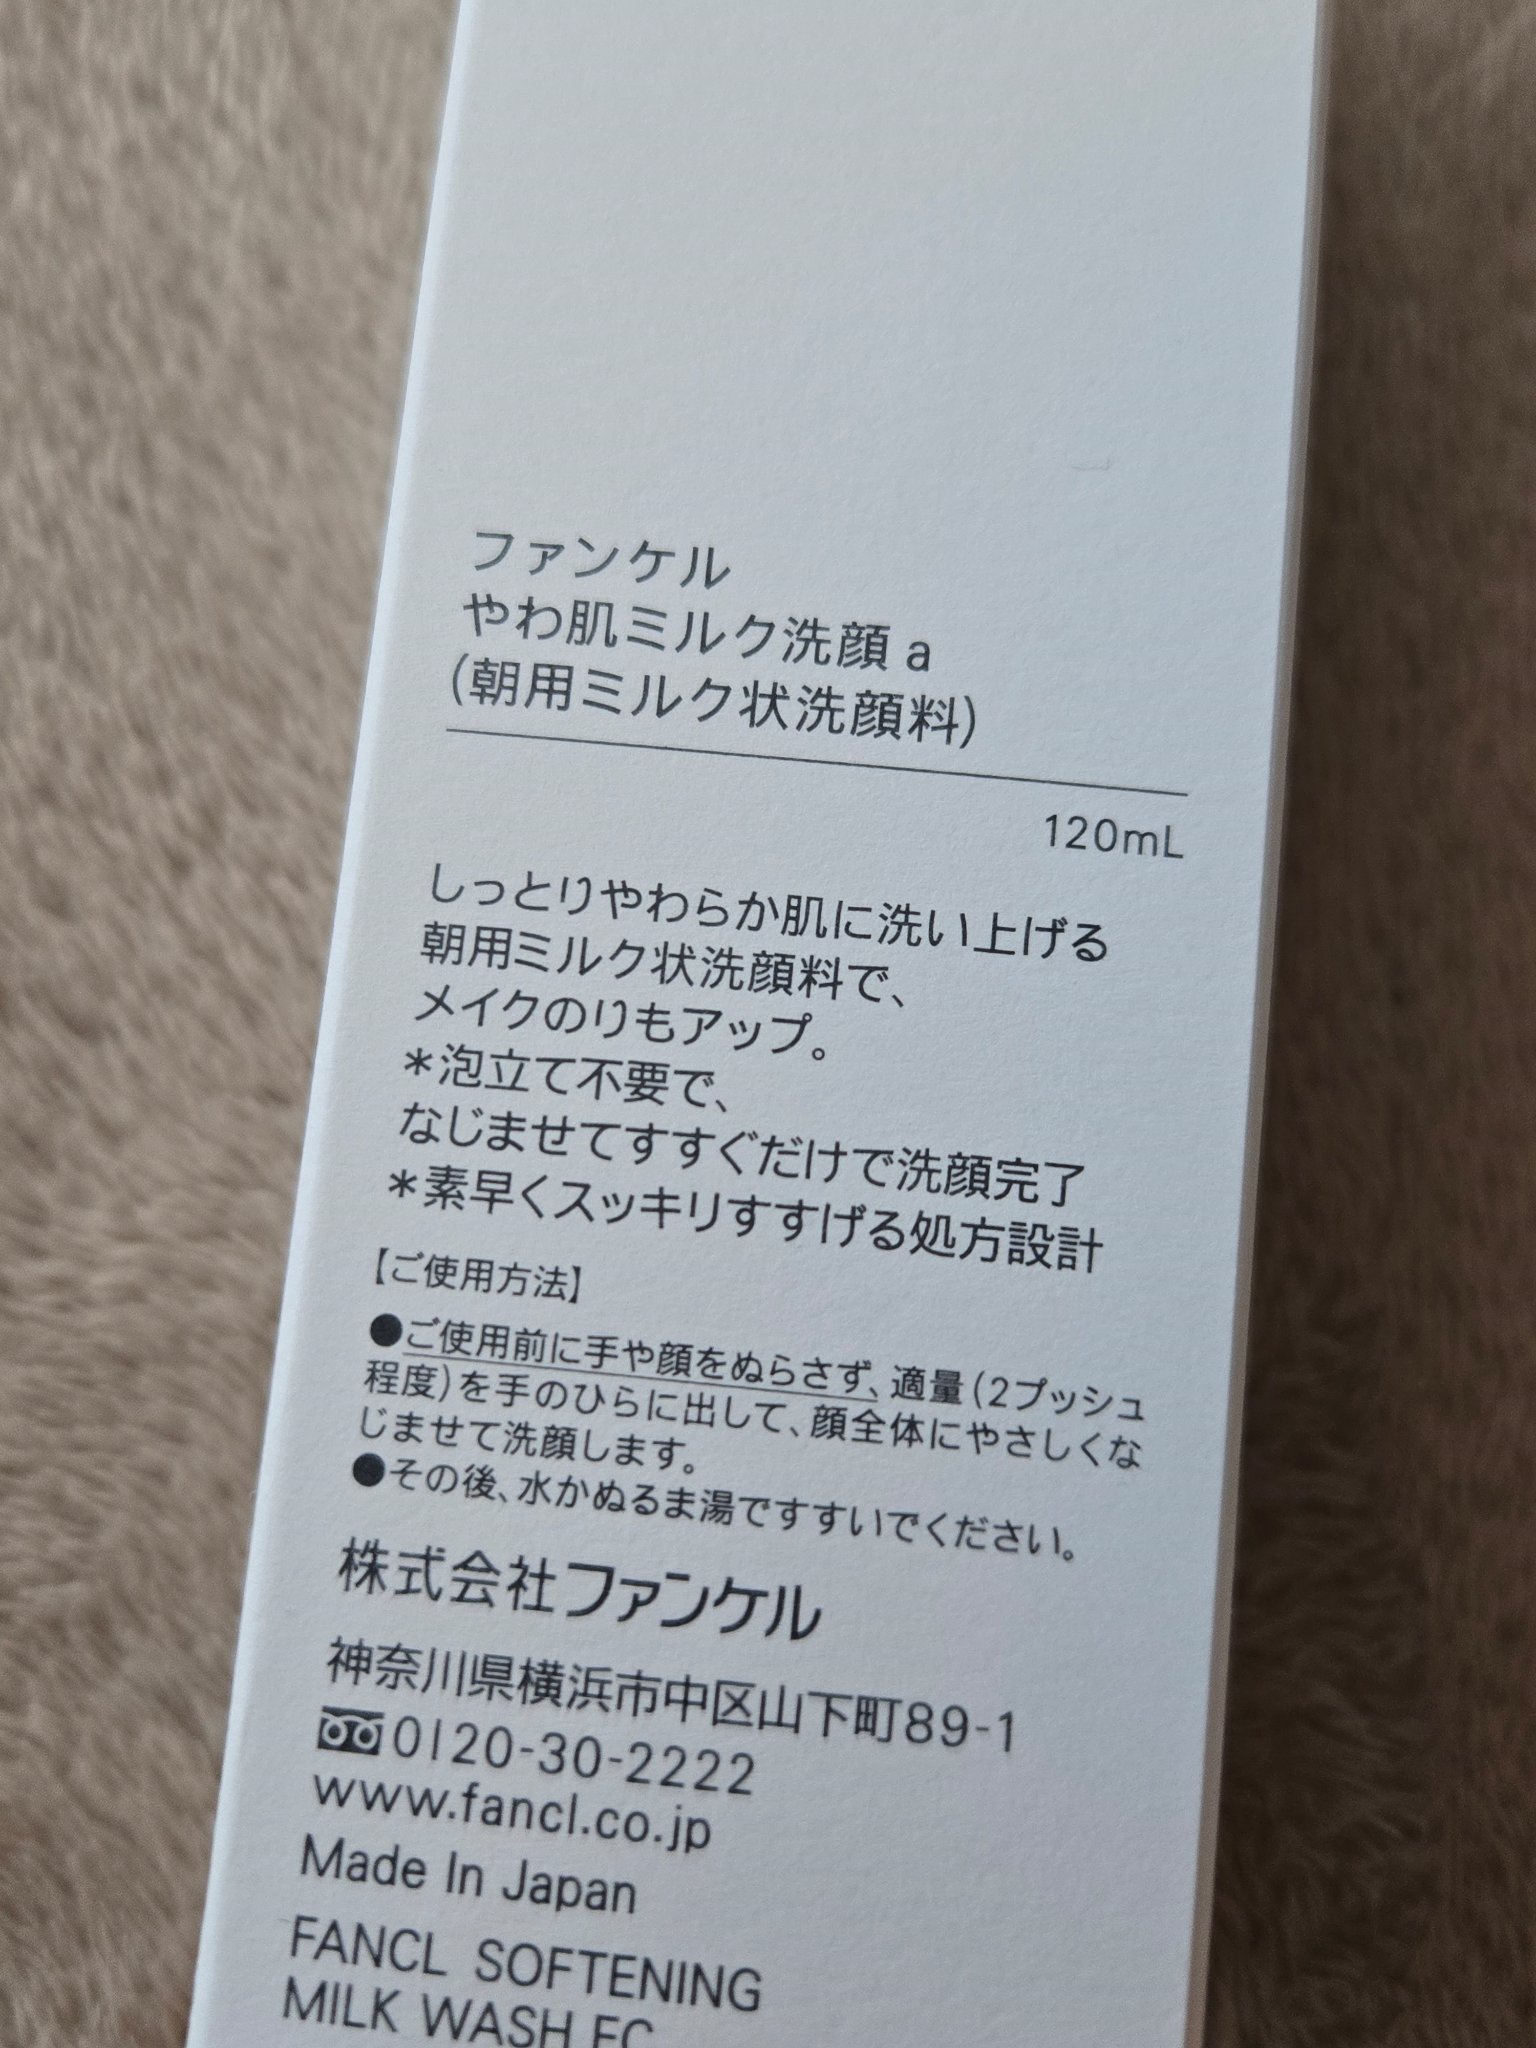 ファンケル
やわ肌ミルク洗顔 a
(朝用ミルク状洗顔料)
120mL
しっとりやわらか肌に洗い上げる
朝用ミルク状洗顔料で、
メイクのりもアップ。
＊泡立て不要で、
なじませてすすぐだけで洗顔完了
＊素早くスッキリすすげる処方設計
【ご使用方法】
●ご使用前に手や顔をぬらさず、適量(2プッシュ
程度)を手のひらに出して、顔全体にやさしくな
じませて洗顔します。
●その後、水かぬるま湯ですすいでください。
株式会社ファンケル
神奈川県横浜市中区山下町89-1
0120-30-2222
www.fancl.co.jp
Made In Japan
FANCL SOFTENING
MILK WASH FC